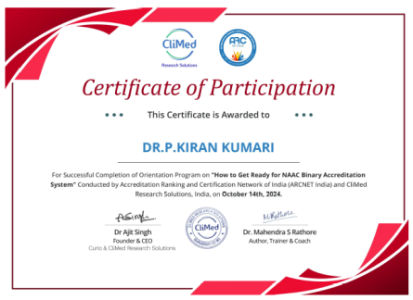 CliMed
Research Solutions
ARC
Certificate of Participation
This Certificate is Awarded to
DR.P.KIRAN KUMARI
For Successful Completion of Orientation Program on "How to Get Ready for NAAC Binary Accreditation
System" Conducted by Accreditation Ranking and Certification Network of India (ARCNET India) and CliMed
Research Solutions, India, on October 14th, 2024.
Dr Ajit Singh
Founder & CEO
Curio & CliMed Research Solutions
CliMed
Dr. Mahendra S Rathore
Author, Trainer & Coach